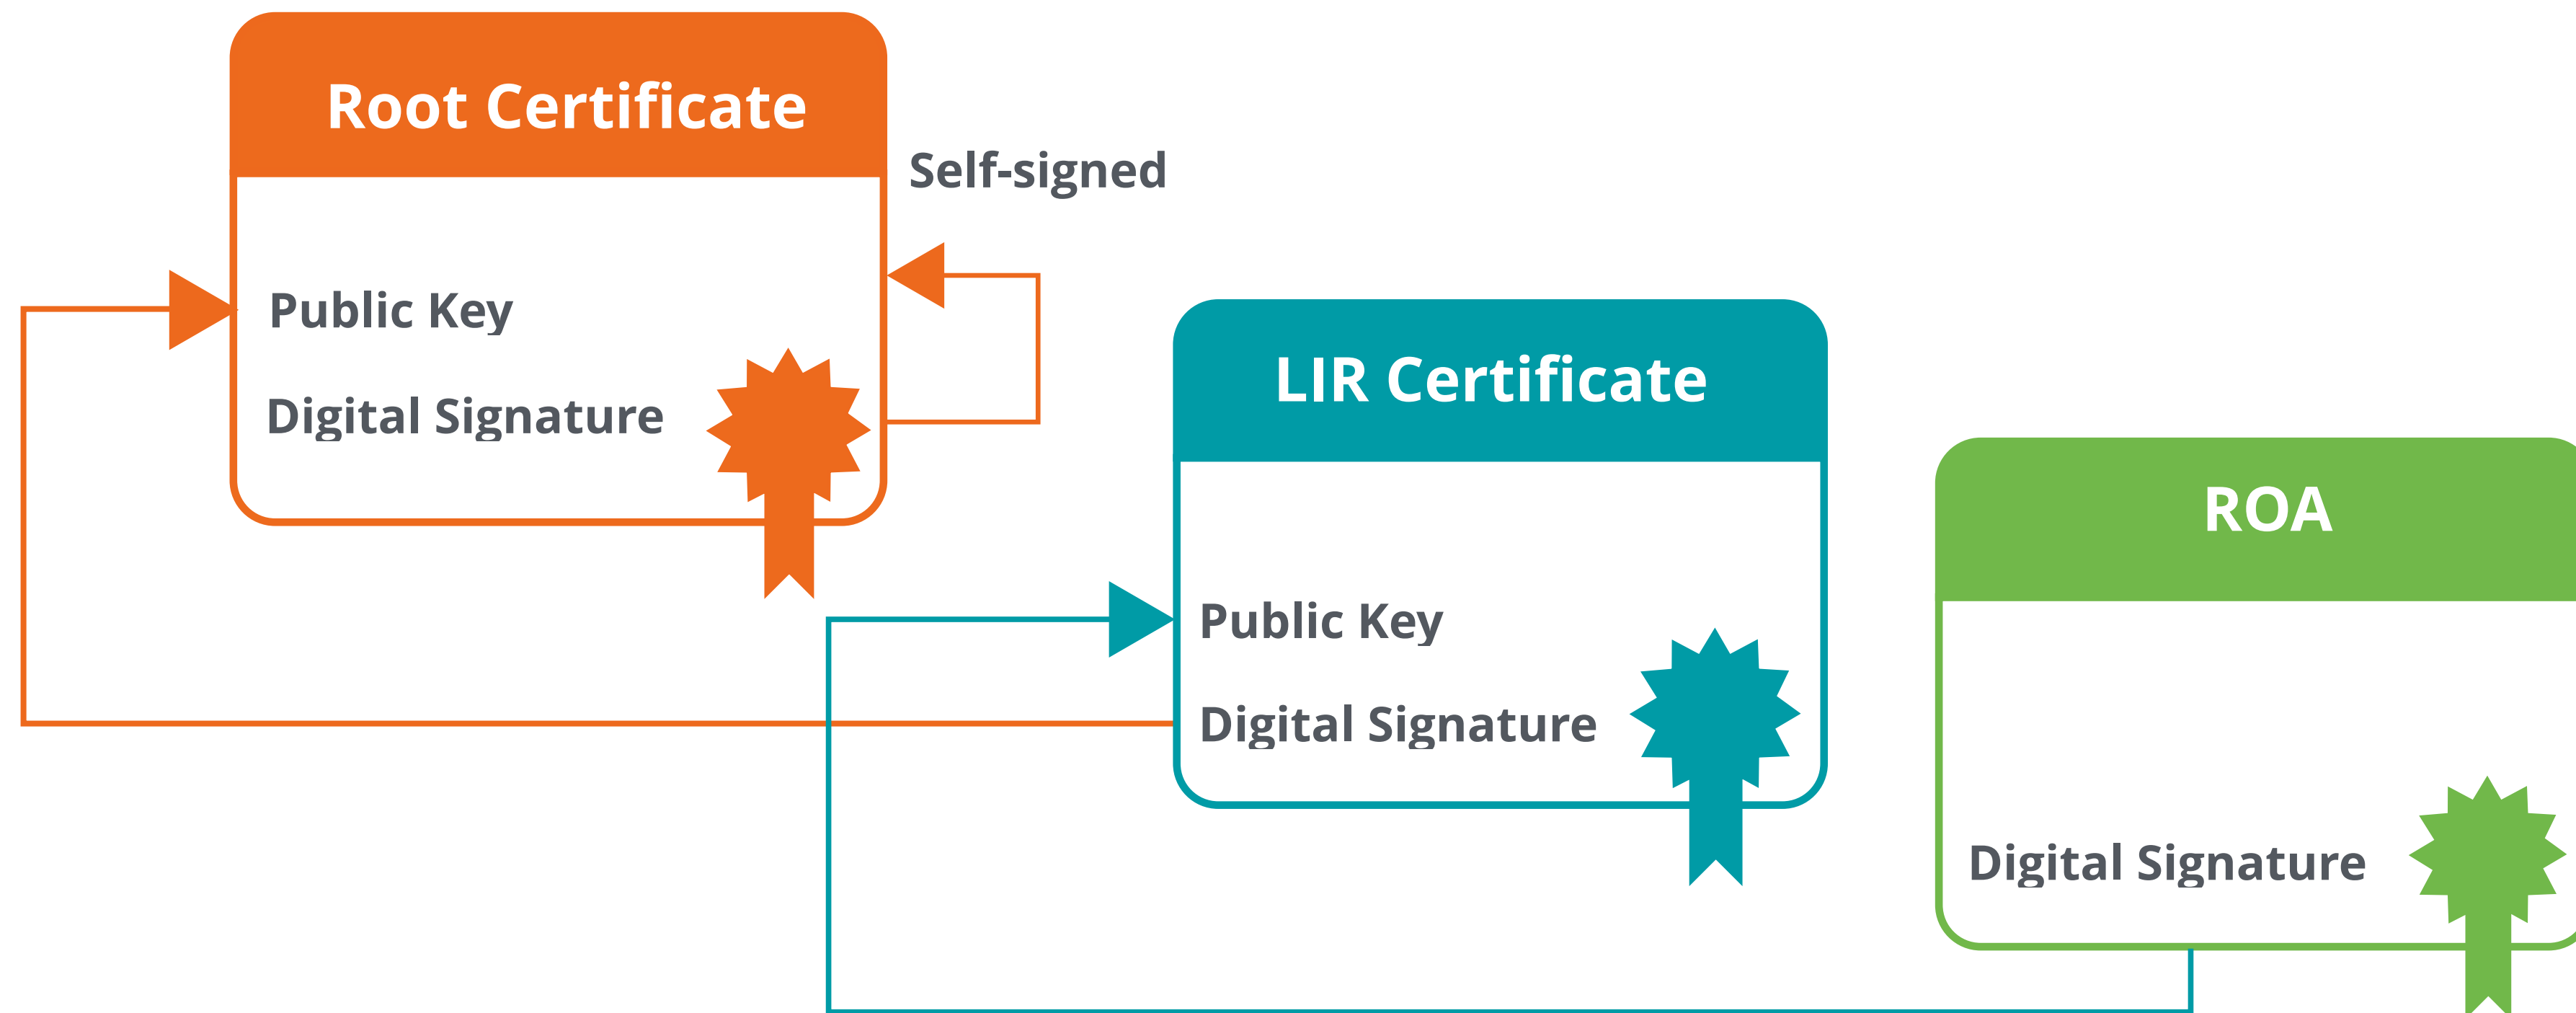 Root Certificate
Self-signed
Public Key
Digital Signature
LIR Certificate
Public Key
Digital Signature
ROA
Digital Signature